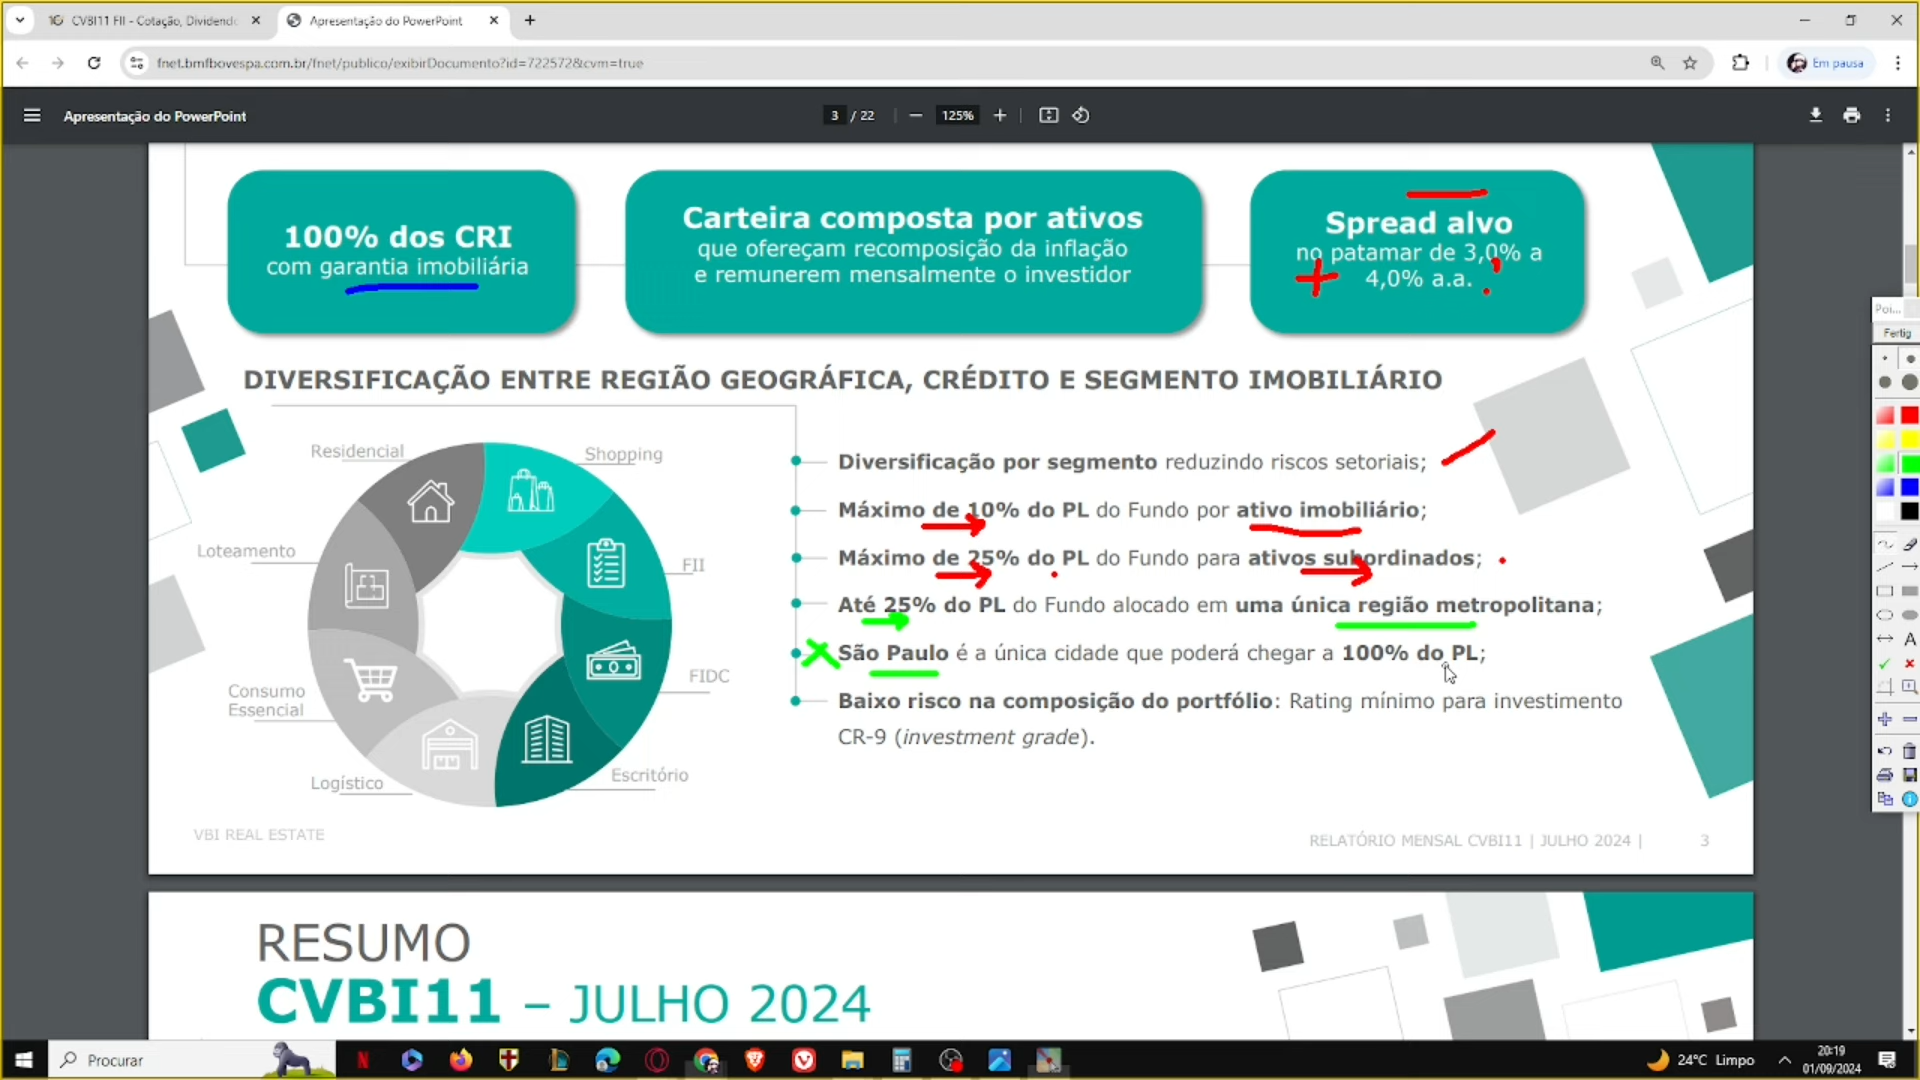 CVBI11 FII - Cotação, Dividendo
Apresentação do PowerPoint
fnet.bmfbovespa.com.br/fnet/publico/exibirDocumento?id=722572&cvm=true
Em pausa
Apresentação do PowerPoint
3 / 22
125%
100% dos CRI
com garantia imobiliária
Carteira composta por ativos
que ofereçam recomposição da inflação
e remunerem mensalmente o investidor
Spread alvo
no patamar de 3,0% a
4,0% a.a.
Poi...
Fertig
DIVERSIFICAÇÃO ENTRE REGIÃO GEOGRÁFICA, CRÉDITO E SEGMENTO IMOBILIÁRIO
Residencial
Shopping
Loteamento
FII
FIDC
Consumo
Essencial
Logístico
Escritório
Diversificação por segmento reduzindo riscos setoriais;
Máximo de 10% do PL do Fundo por ativo imobiliário;
Máximo de 25% do PL do Fundo para ativos subordinados;
Até 25% do PL do Fundo alocado em uma única região metropolitana;
São Paulo é a única cidade que poderá chegar a 100% do PL;
Baixo risco na composição do portfólio: Rating mínimo para investimento
CR-9 (investment grade).
VBI REAL ESTATE
RELATÓRIO MENSAL CVBI11 | JULHO 2024 | 3
RESUMO
CVBI11 – JULHO 2024
Procurar
24°C Limpo
20:19
01/09/2024